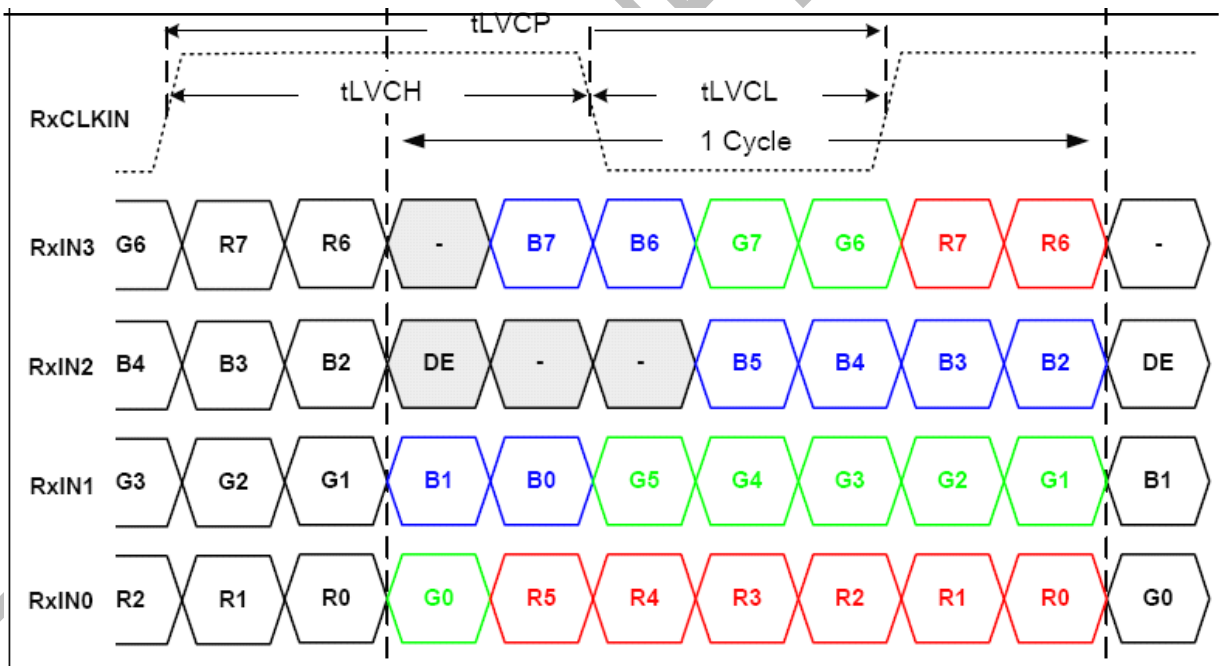 tLVCP
tLVCH tLVCL
RxCLKIN
1 Cycle
RxIN3 G6 R7 R6 - B7 B6 G7 G6 R7 R6 -
RxIN2 B4 B3 B2 DE - - B5 B4 B3 B2 DE
RxIN1 G3 G2 G1 B1 B0 G5 G4 G3 G2 G1 B1
RxIN0 R2 R1 R0 G0 R5 R4 R3 R2 R1 R0 G0